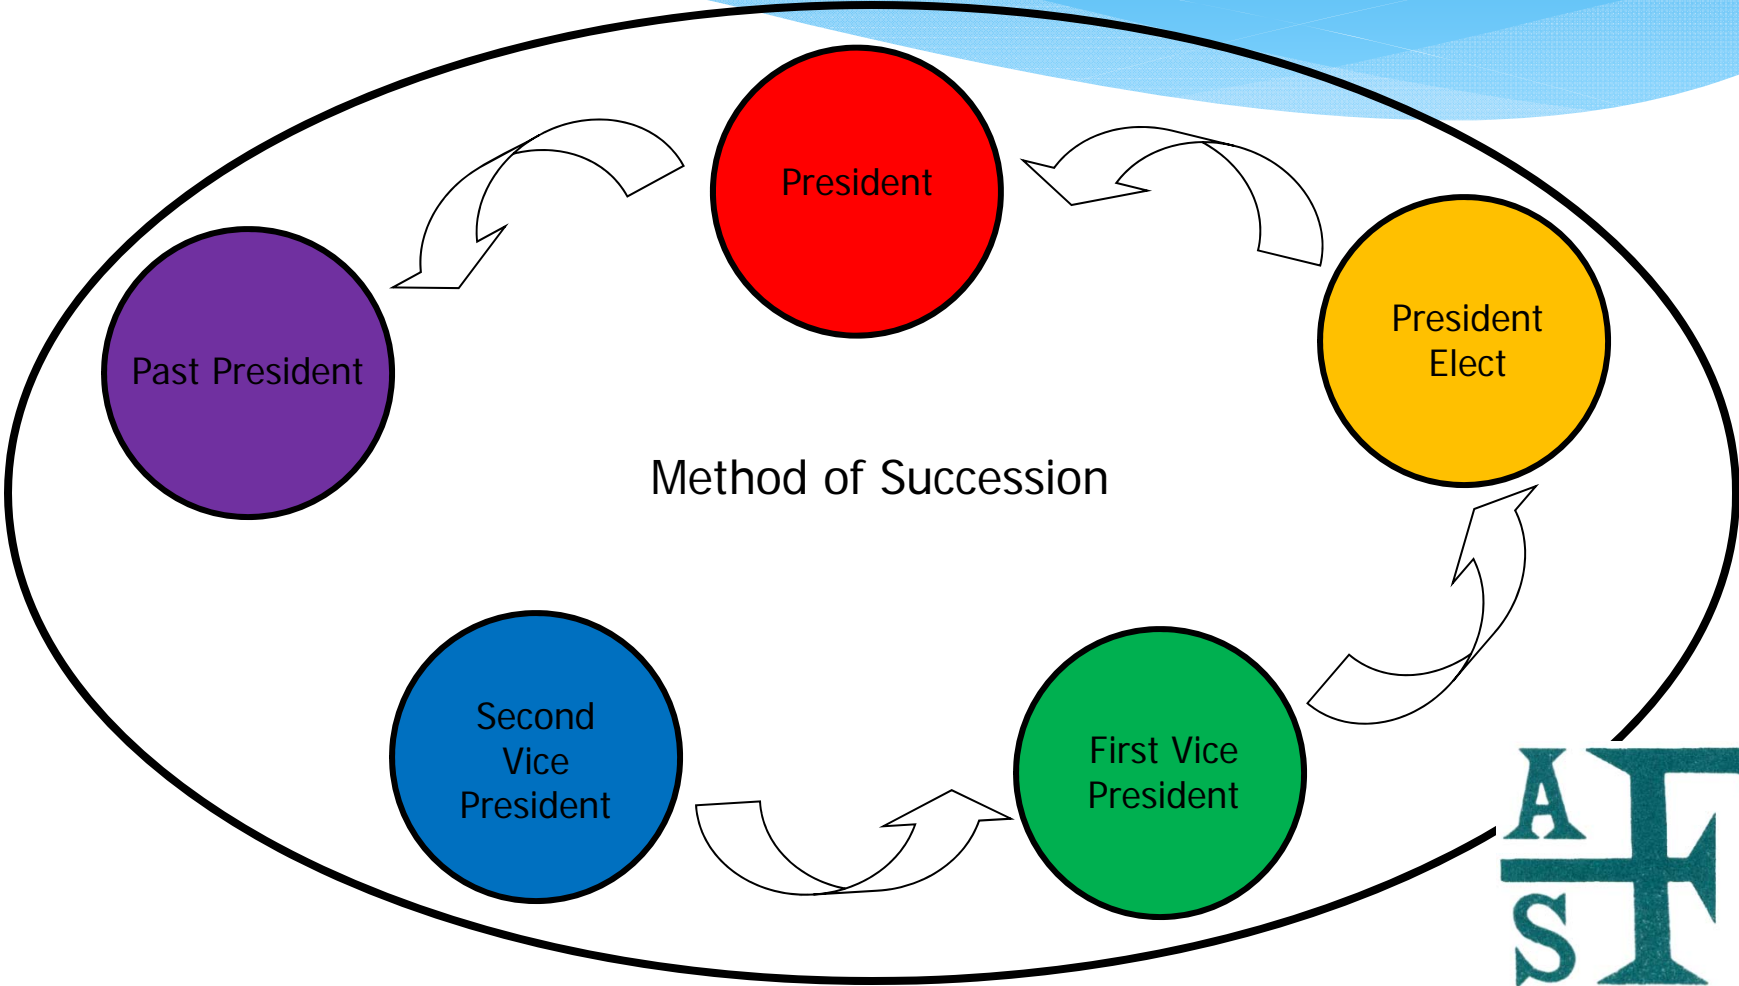 President
President
Elect
Past President
Method of Succession
Second
Vice
President
First Vice
President
A F S